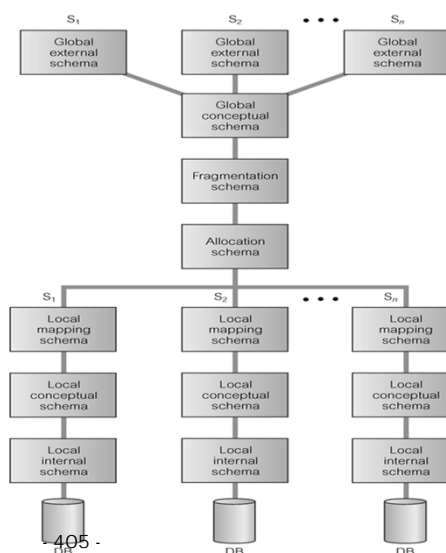 S1 S2 • • • Sn
Global external schema
Global external schema
Global external schema
Global conceptual schema
Fragmentation schema
Allocation schema
S1 S2 • • • Sn
Local mapping schema
Local mapping schema
Local mapping schema
Local conceptual schema
Local conceptual schema
Local conceptual schema
Local internal schema
Local internal schema
Local internal schema
- 405 -
DB
DB
DB